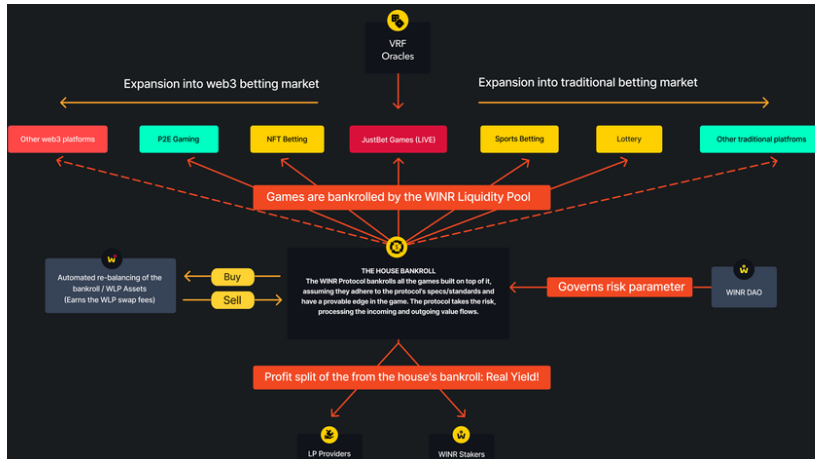 VRF
Oracles
Expansion into web3 betting market
Expansion into traditional betting market
Other web3 platforms
P2E Gaming
NFT Betting
JustBet Games (LIVE)
Sports Betting
Lottery
Other traditional platfroms
Games are bankrolled by the WINR Liquidity Pool
Automated re-balancing of the
bankroll / WLP Assets
(Earns the WLP swap fees)
Buy
Sell
THE HOUSE BANKROLL
The WINR Protocol bankrolls all the games built on top of it,
assuming they adhere to the protocol's specs/standards and
have a provable edge in the game. The protocol takes the risk,
processing the incoming and outgoing value flows.
Governs risk parameter
WINR DAO
Profit split of the from the house's bankroll: Real Yield!
LP Providers
WINR Stakers